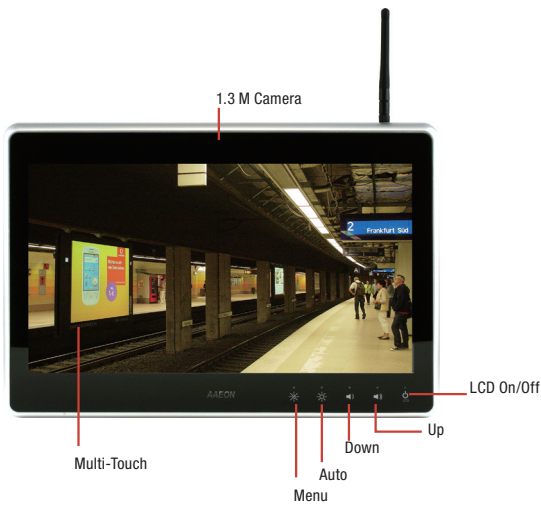 1.3 M Camera
2
Frankfurt Süd
AAEON
LCD On/Off
Up
Down
Multi-Touch
Auto
Menu